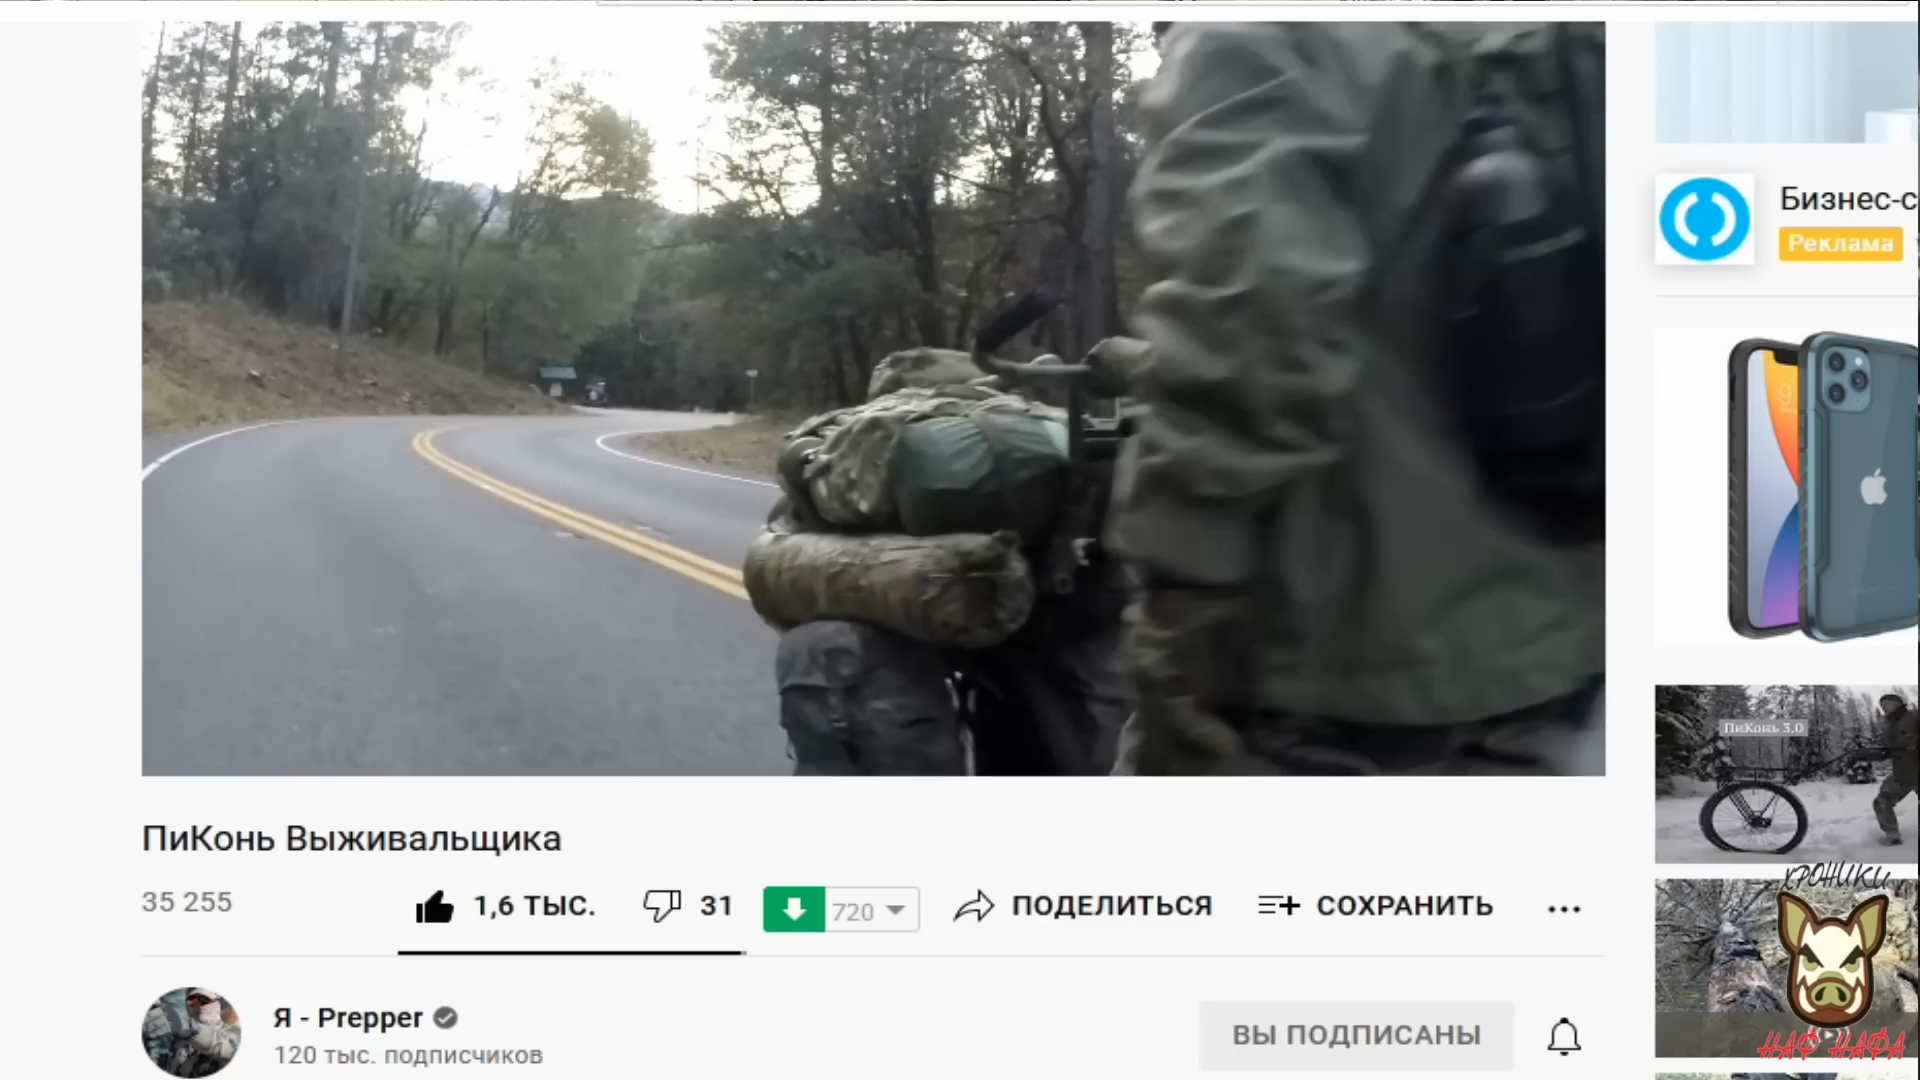 Бизнес-с
Реклама
ПиКонь 3.0
ПиКонь Выживальщика
35 255
1,6 ТЫС.
31
720
ПОДЕЛИТЬСЯ
СОХРАНИТЬ
ХРОНИКИ
НАФ НАФА
Я - Prepper
120 тыс. подписчиков
ВЫ ПОДПИСАНЫ